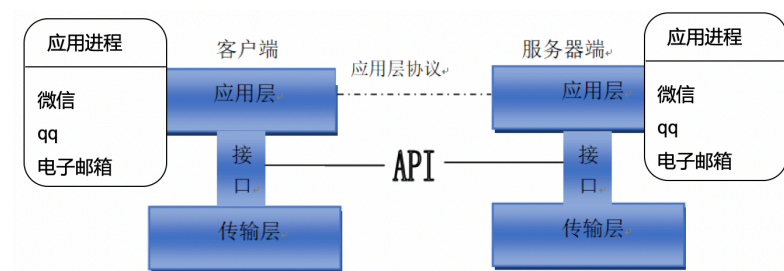 应用进程
微信
qq
电子邮箱
客户端
应用层
接
口
传输层
应用层协议
API
服务器端
应用层
接
口
传输层
应用进程
微信
qq
电子邮箱